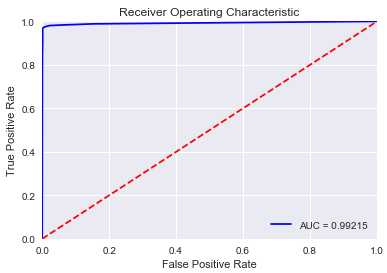 Receiver Operating Characteristic
True Positive Rate
1.0
0.8
0.6
0.4
0.2
0.0
0.0 0.2 0.4 0.6 0.8 1.0
AUC = 0.99215
False Positive Rate